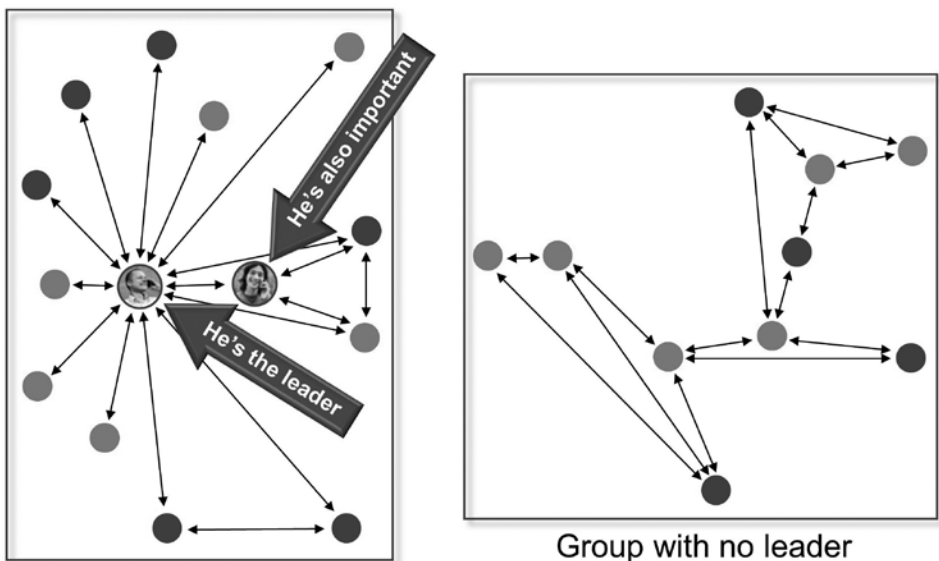 He's also important
He's the leader
Group with no leader